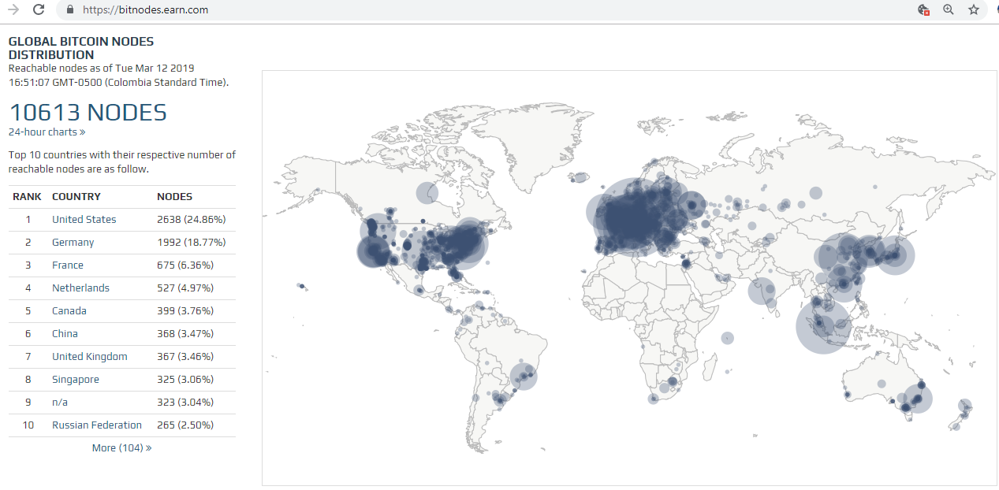 https://bitnodes.earn.com
GLOBAL BITCOIN NODES
DISTRIBUTION
Reachable nodes as of Tue Mar 12 2019
16:51:07 GMT-0500 (Colombia Standard Time).
10613 NODES
24-hour charts »
Top 10 countries with their respective number of
reachable nodes are as follow.
RANK COUNTRY NODES
1 United States 2638 (24.86%)
2 Germany 1992 (18.77%)
3 France 675 (6.36%)
4 Netherlands 527 (4.97%)
5 Canada 399 (3.76%)
6 China 368 (3.47%)
7 United Kingdom 367 (3.46%)
8 Singapore 325 (3.06%)
9 n/a 323 (3.04%)
10 Russian Federation 265 (2.50%)
More (104) »